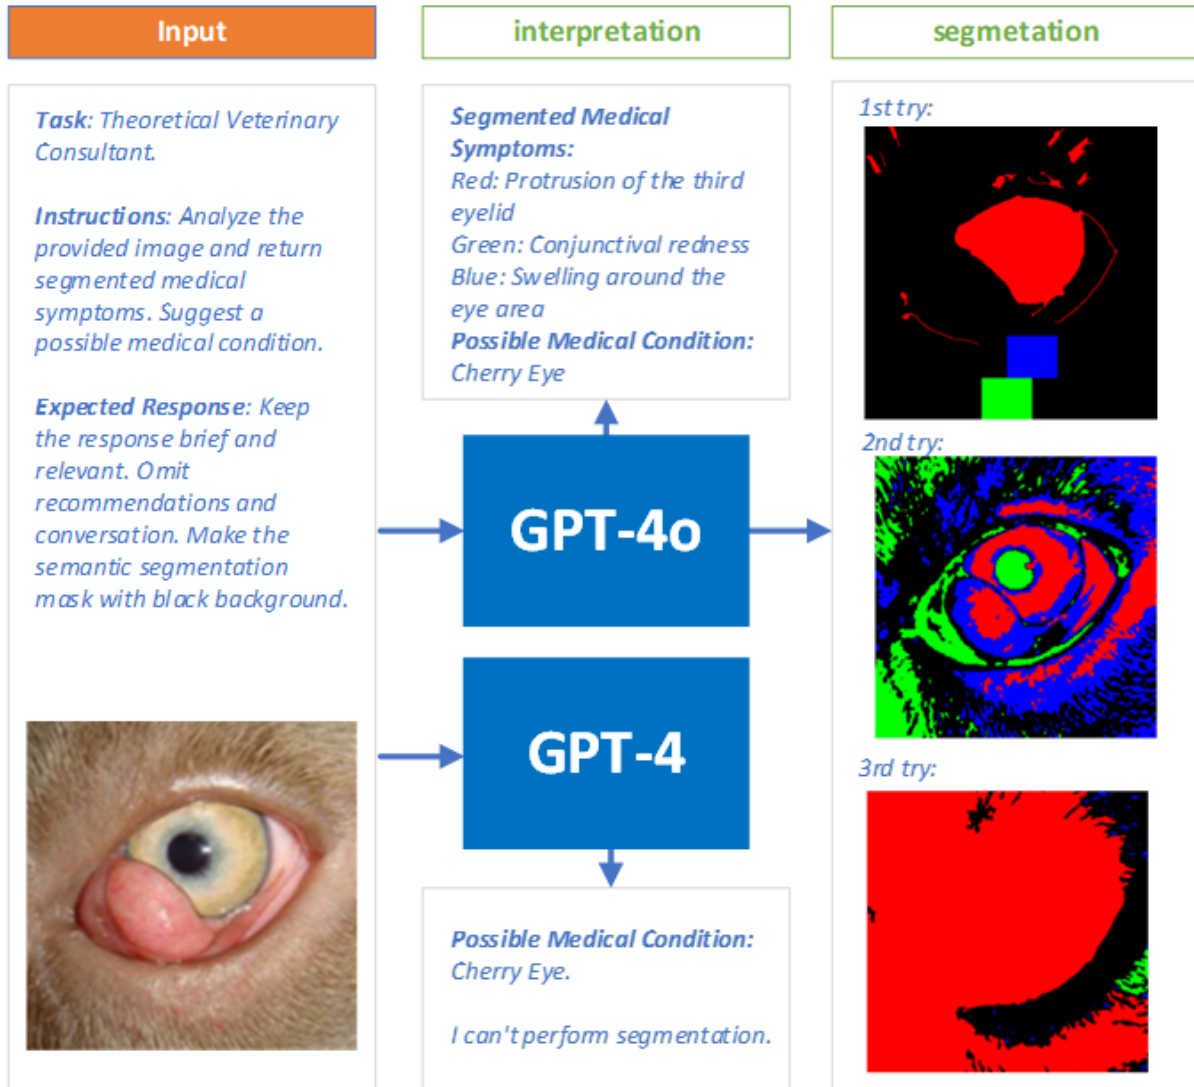 Input
interpretation
segmetation
Task: Theoretical Veterinary
Consultant.
Instructions: Analyze the
provided image and return
segmented medical
symptoms. Suggest a
possible medical condition.
Expected Response: Keep
the response brief and
relevant. Omit
recommendations and
conversation. Make the
semantic segmentation
mask with black background.
Segmented Medical
Symptoms:
Red: Protrusion of the third
eyelid
Green: Conjunctival redness
Blue: Swelling around the
eye area
Possible Medical Condition:
Cherry Eye
GPT-4o
GPT-4
Possible Medical Condition:
Cherry Eye.
I can't perform segmentation.
1st try:
2nd try:
3rd try: